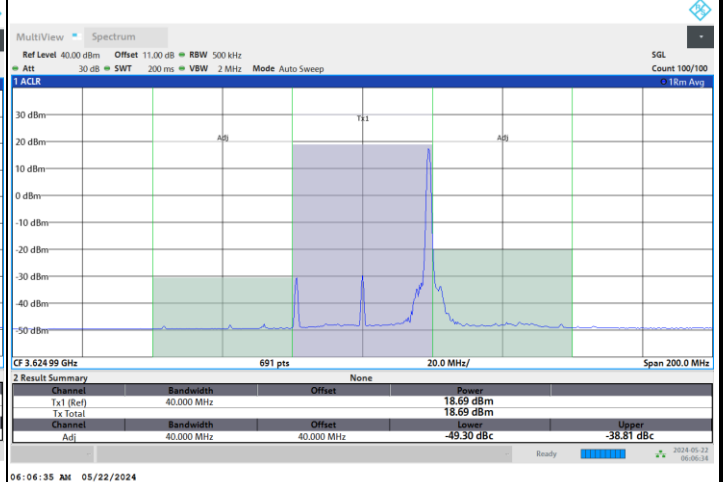 MultiView Spectrum
Ref Level 40.00 dBm Offset 11.00 dB RBW 500 kHz SGL
Att 30 dB SWT 200 ms VBW 2 MHz Mode Auto Sweep Count 100/100
1 ACLR 1Rm Avg
Tx1
Adj Adj
30 dBm
20 dBm
10 dBm
0 dBm
-10 dBm
-20 dBm
-30 dBm
-40 dBm
-50 dBm
CF 3.624 99 GHz 691 pts 20.0 MHz/ Span 200.0 MHz
2 Result Summary None
Channel Bandwidth Offset Power
Tx1 (Ref) 40.000 MHz 18.69 dBm
Tx Total 18.69 dBm
Channel Bandwidth Offset Lower Upper
Adj 40.000 MHz 40.000 MHz -49.30 dBc -38.81 dBc
Ready 2024-05-22
06:06:34
06:06:35 AM 05/22/2024